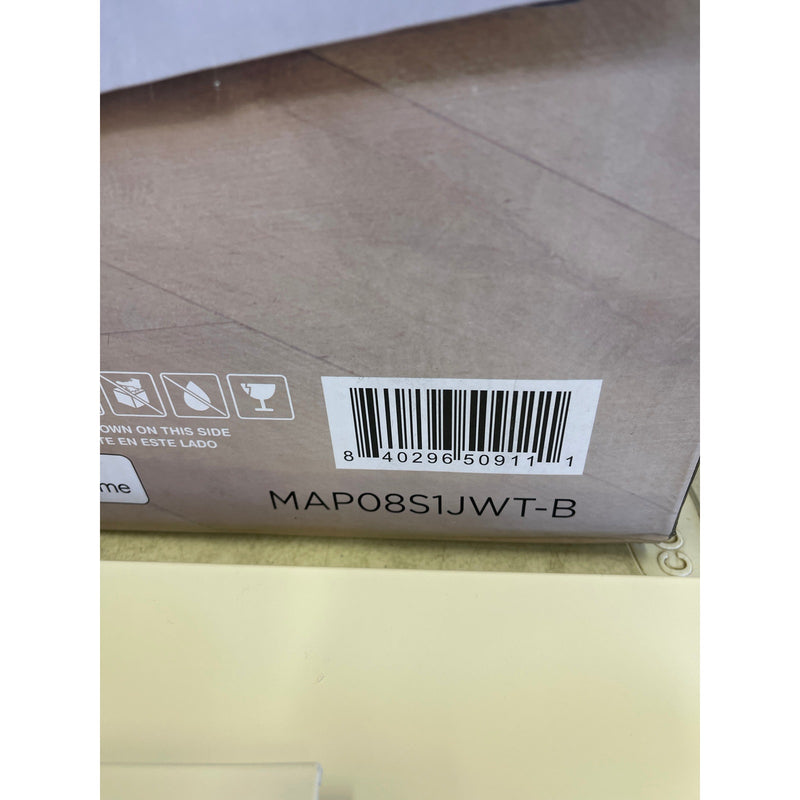 OWN ON THIS SIDE
TE EN ESTE LADO
me
8 40296 50911 1
MAP08S1JWT-B